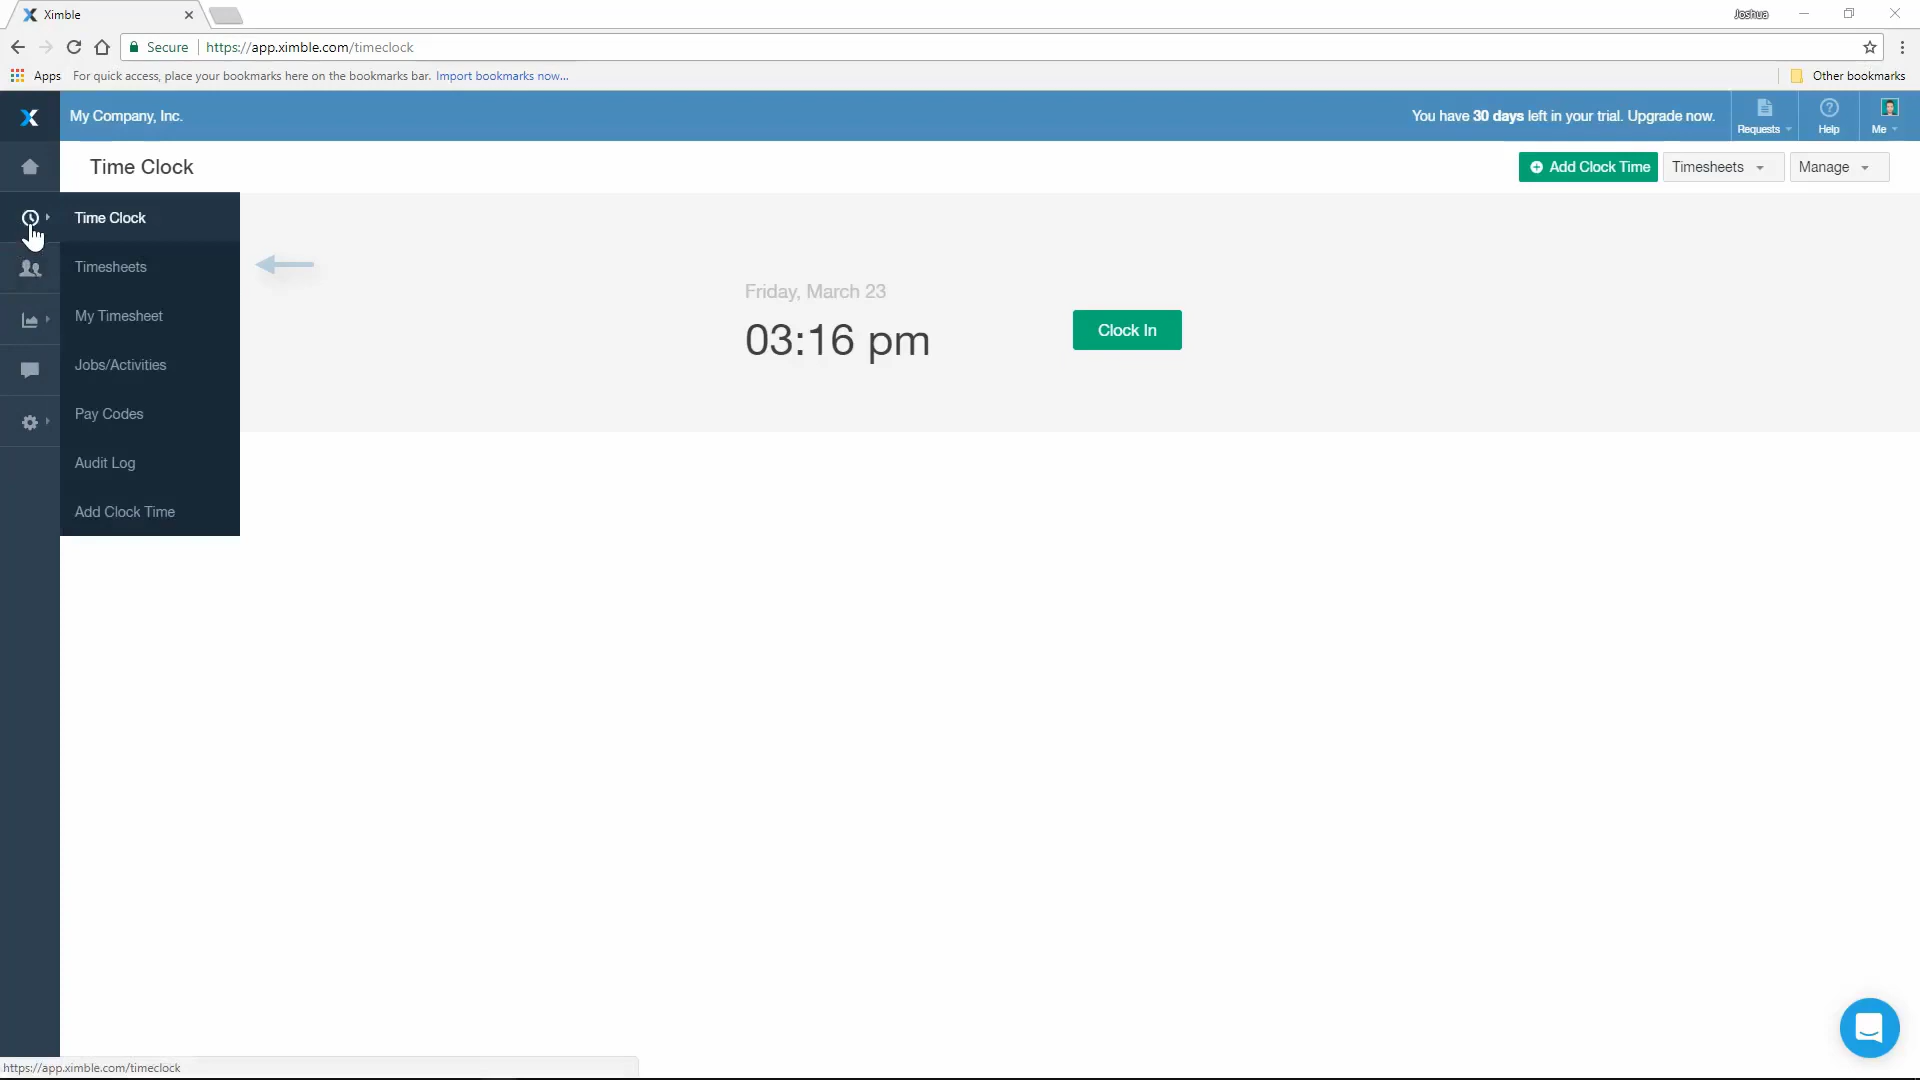 Ximble
Joshua
Secure https://app.ximble.com/timeclock
Apps For quick access, place your bookmarks here on the bookmarks bar. Import bookmarks now... Other bookmarks
My Company, Inc. You have 30 days left in your trial. Upgrade now. Requests Help Me
Time Clock
Add Clock Time Timesheets Manage
Time Clock
Timesheets
My Timesheet
Jobs/Activities
Pay Codes
Audit Log
Add Clock Time
Friday, March 23
03:16 pm
Clock In
https://app.ximble.com/timeclock